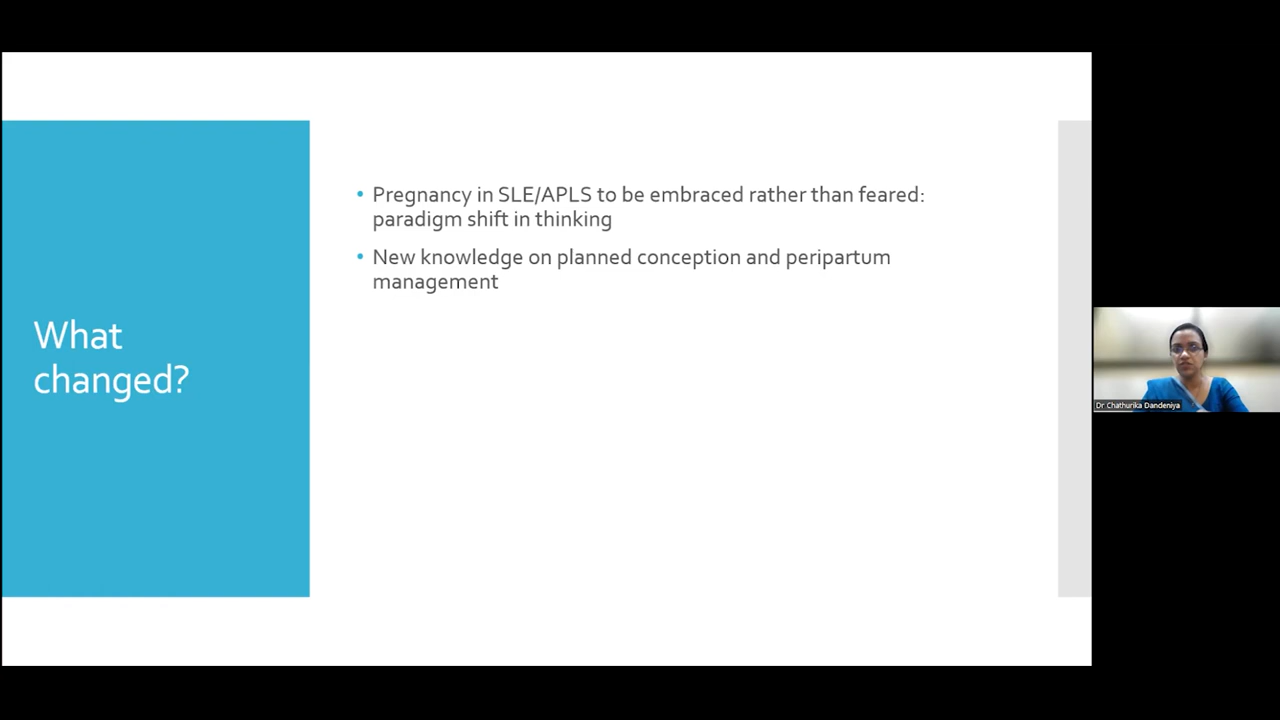 What
changed?
• Pregnancy in SLE/APLS to be embraced rather than feared:
paradigm shift in thinking
• New knowledge on planned conception and peripartum
management
Dr Chathurika Dandeniya